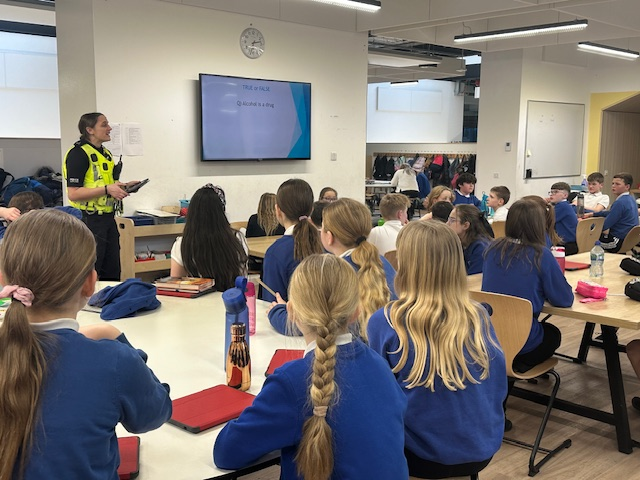 TRUE or FALSE
Q) Alcohol is a drug.